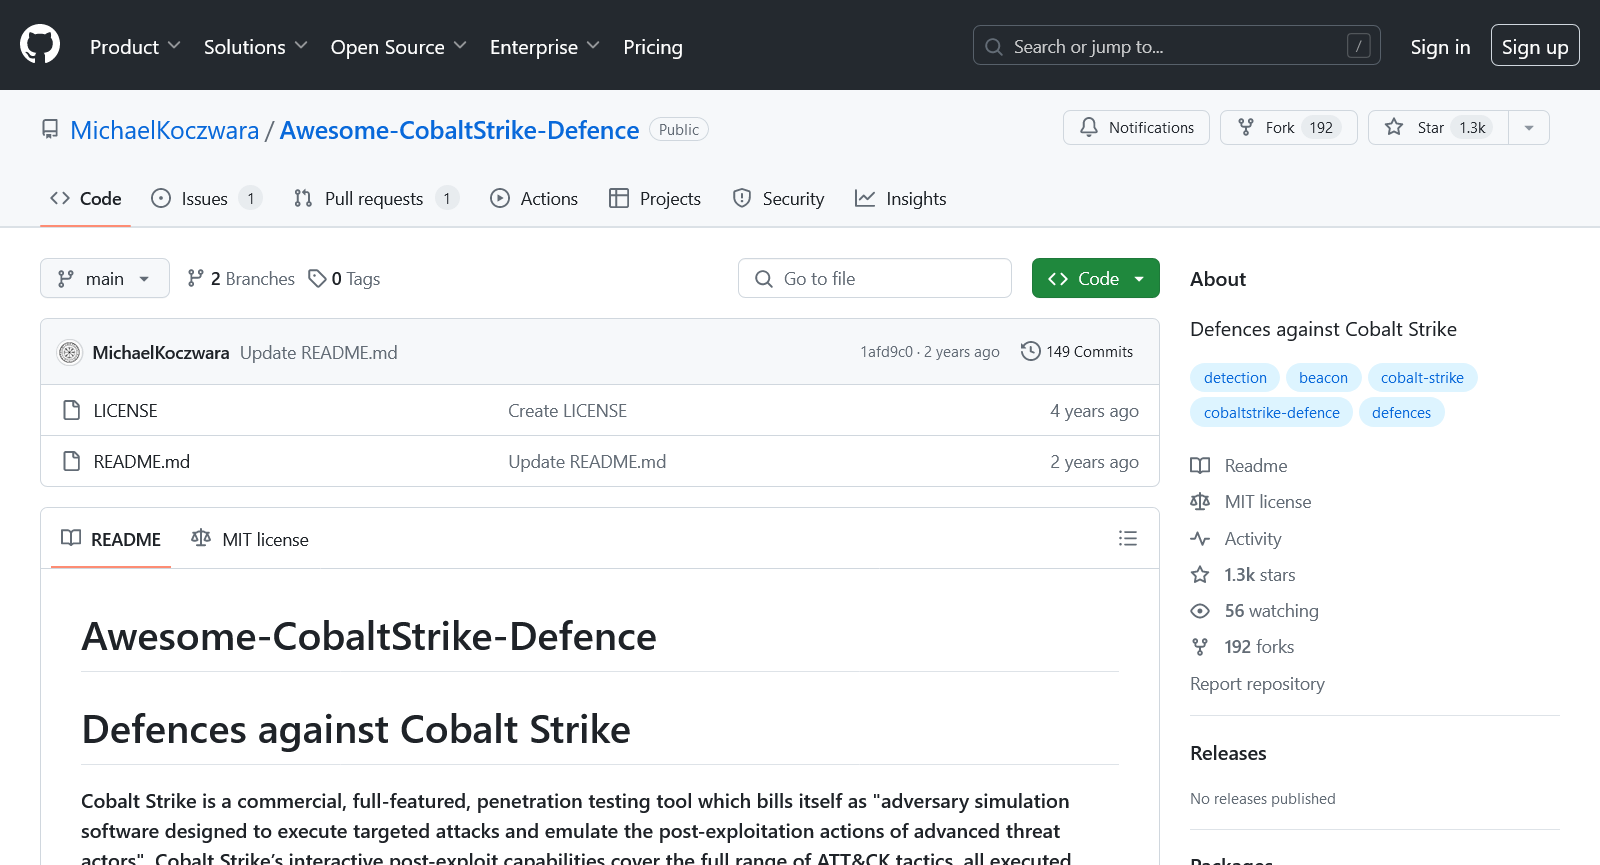 Product Solutions Open Source Enterprise Pricing Search or jump to... / Sign in Sign up
MichaelKoczwara / Awesome-CobaltStrike-Defence Public Notifications Fork 192 Star 1.3k
Code Issues 1 Pull requests 1 Actions Projects Security Insights
main 2 Branches 0 Tags Go to file Code
MichaelKoczwara Update README.md 1afd9c0 · 2 years ago 149 Commits
LICENSE Create LICENSE 4 years ago
README.md Update README.md 2 years ago
README MIT license
Awesome-CobaltStrike-Defence
Defences against Cobalt Strike
Cobalt Strike is a commercial, full-featured, penetration testing tool which bills itself as "adversary simulation
software designed to execute targeted attacks and emulate the post-exploitation actions of advanced threat
actors". Cobalt Strike's interactive post-exploit capabilities cover the full range of ATT&CK tactics, all executed
About
Defences against Cobalt Strike
detection beacon cobalt-strike
cobaltstrike-defence defences
Readme
MIT license
Activity
1.3k stars
56 watching
192 forks
Report repository
Releases
No releases published
Packages